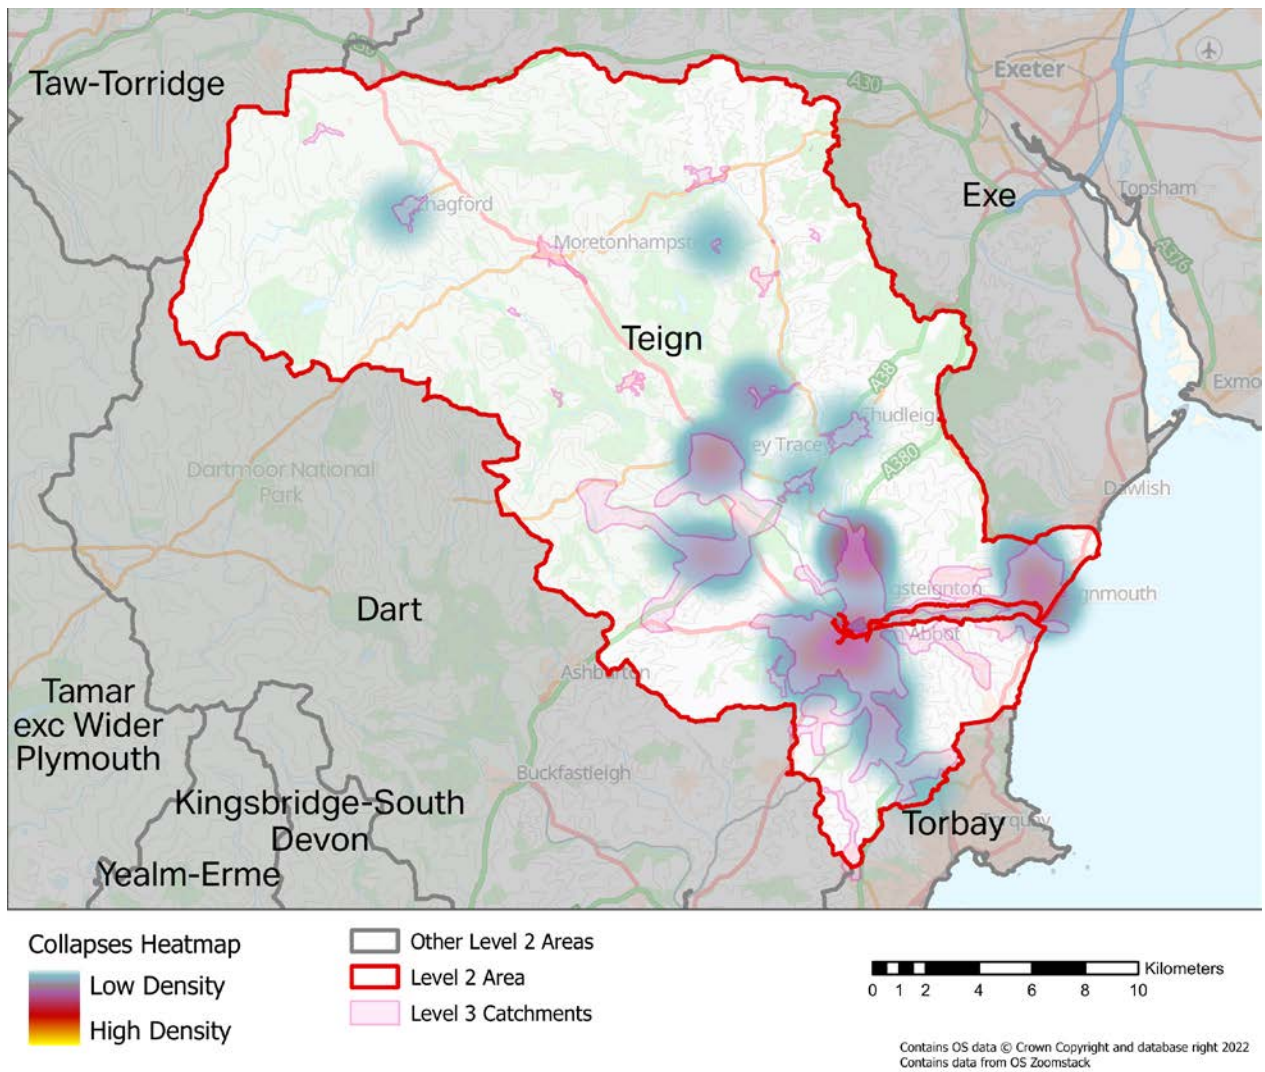 A30
Taw-Torridge
A30
Exeter
Exe
Topsham
A376
hagford
Moretonhampst
Teign
A38
Exmo
hudleig
ey Trace
A380
Dartmoor National
Park
Dawlish
gsteignton
gnmouth
Abbot
Dart
Ashburton
Tamar
exc Wider
Plymouth
Buckfastleigh
Kingsbridge-South
Devon
Torbay
rquay
Yealm-Erme
Collapses Heatmap
Low Density
High Density
Other Level 2 Areas
Level 2 Area
Level 3 Catchments
Kilometers
0 1 2 4 6 8 10
Contains OS data © Crown Copyright and database right 2022
Contains data from OS Zoomstack